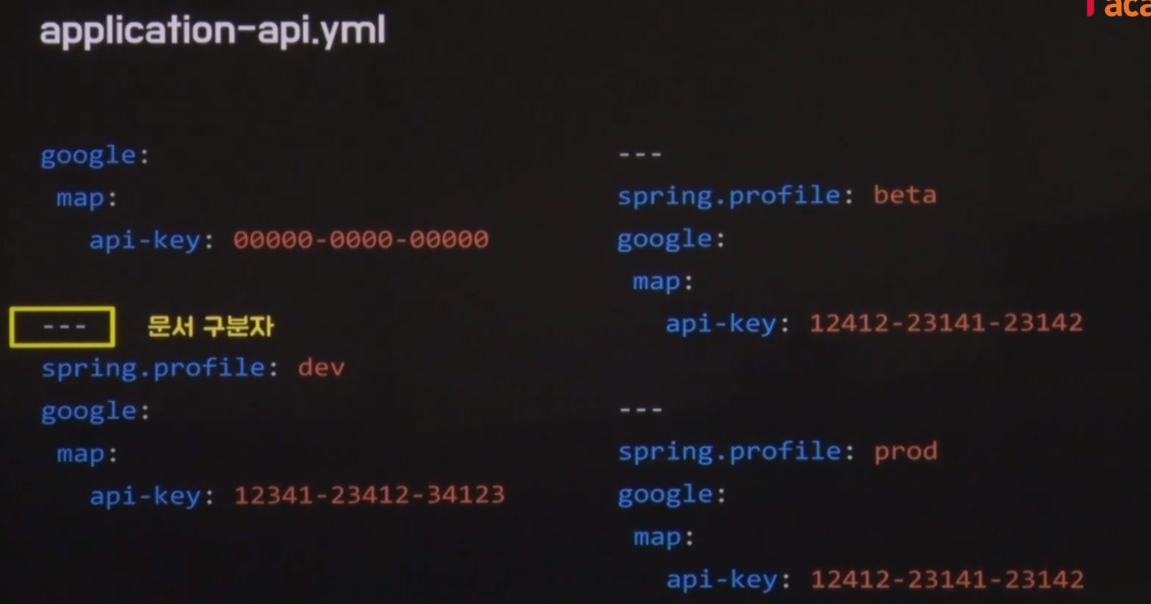 application-api.yml
google:
map:
api-key: 00000-0000-00000
--- 문서 구분자
spring.profile: dev
google:
map:
api-key: 12341-23412-34123
---
spring.profile: beta
google:
map:
api-key: 12412-23141-23142
---
spring.profile: prod
google:
map:
api-key: 12412-23141-23142